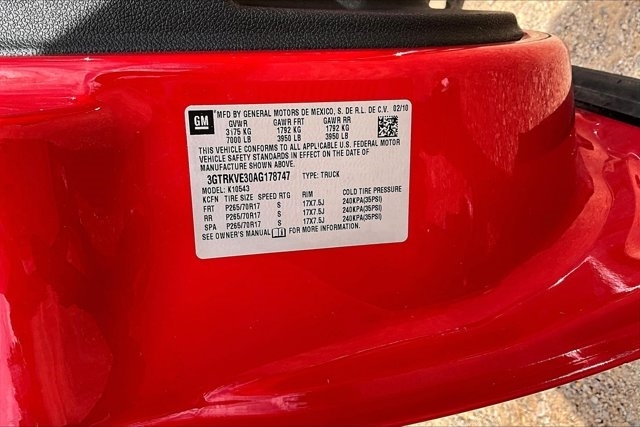 GM
MFD BY GENERAL MOTORS DE MEXICO, S. DE R.L. DE C.V. 02/10
GVWR GAWR FRT GAWR RR
3175 KG 1792 KG 1792 KG
7000 LB 3950 LB 3950 LB
THIS VEHICLE CONFORMS TO ALL APPLICABLE U.S. FEDERAL MOTOR
VEHICLE SAFETY STANDARDS IN EFFECT ON THE DATE OF
MANUFACTURE SHOWN ABOVE.
3GTRKVE30AG178747 TYPE: TRUCK
MODEL: K10543
KCFN TIRE SIZE SPEED RTG RIM COLD TIRE PRESSURE
FRT P265/70R17 S 17X7.5J 240KPA(35PSI)
RR P265/70R17 S 17X7.5J 240KPA(35PSI)
SPA P265/70R17 S 17X7.5J 240KPA(35PSI)
SEE OWNER'S MANUAL FOR MORE INFORMATION.